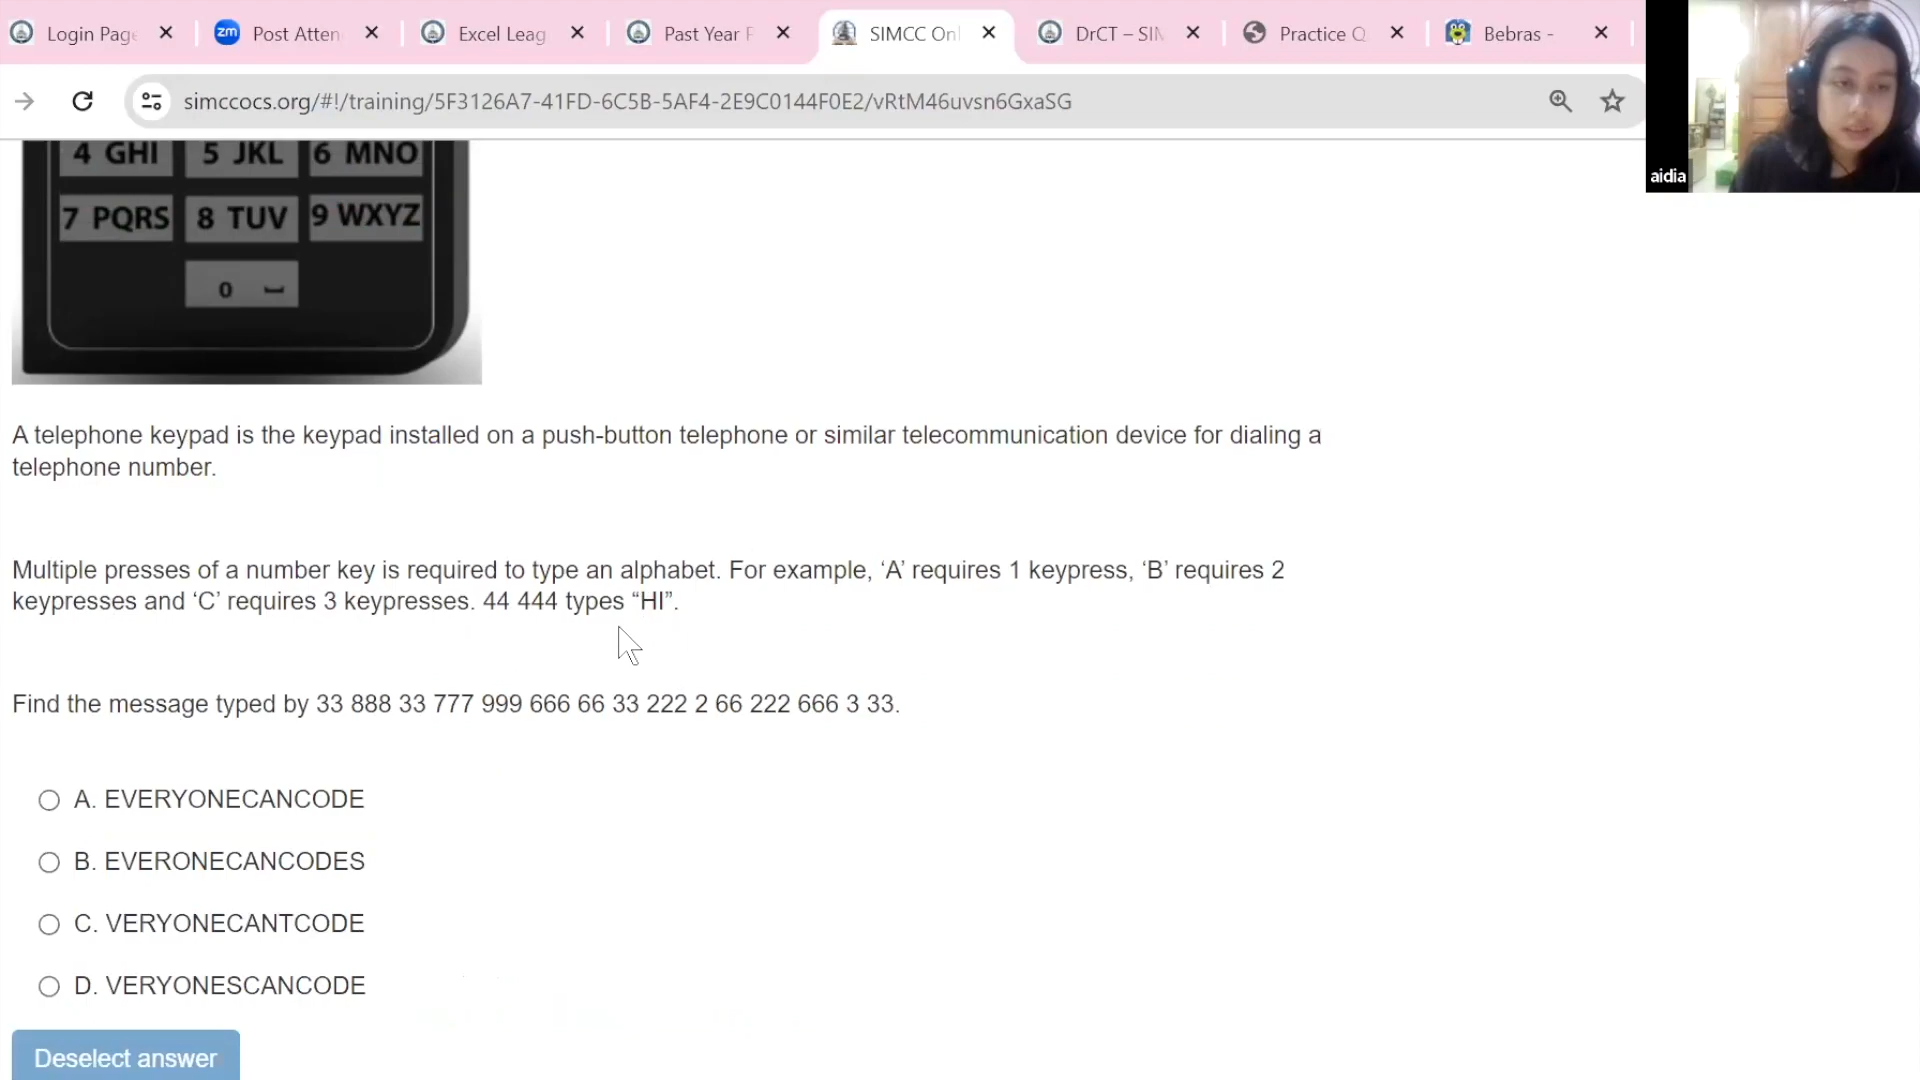 Login Page
Post Atten
Excel Leag
Past Year P
SIMCC Onl
DrCT – SIM
Practice Q
Bebras -
simccocs.org/#!/training/5F3126A7-41FD-6C5B-5AF4-2E9C0144F0E2/vRtM46uvsn6GxaSG
aidia
4 GHI 5 JKL 6 MNO
7 PQRS 8 TUV 9 WXYZ
0 ⌴
A telephone keypad is the keypad installed on a push-button telephone or similar telecommunication device for dialing a
telephone number.
Multiple presses of a number key is required to type an alphabet. For example, ‘A’ requires 1 keypress, ‘B’ requires 2
keypresses and ‘C’ requires 3 keypresses. 44 444 types “HI”.
Find the message typed by 33 888 33 777 999 666 66 33 222 2 66 222 666 3 33.
A. EVERYONECANCODE
B. EVERONECANCODES
C. VERYONECANTCODE
D. VERYONESCANCODE
Deselect answer